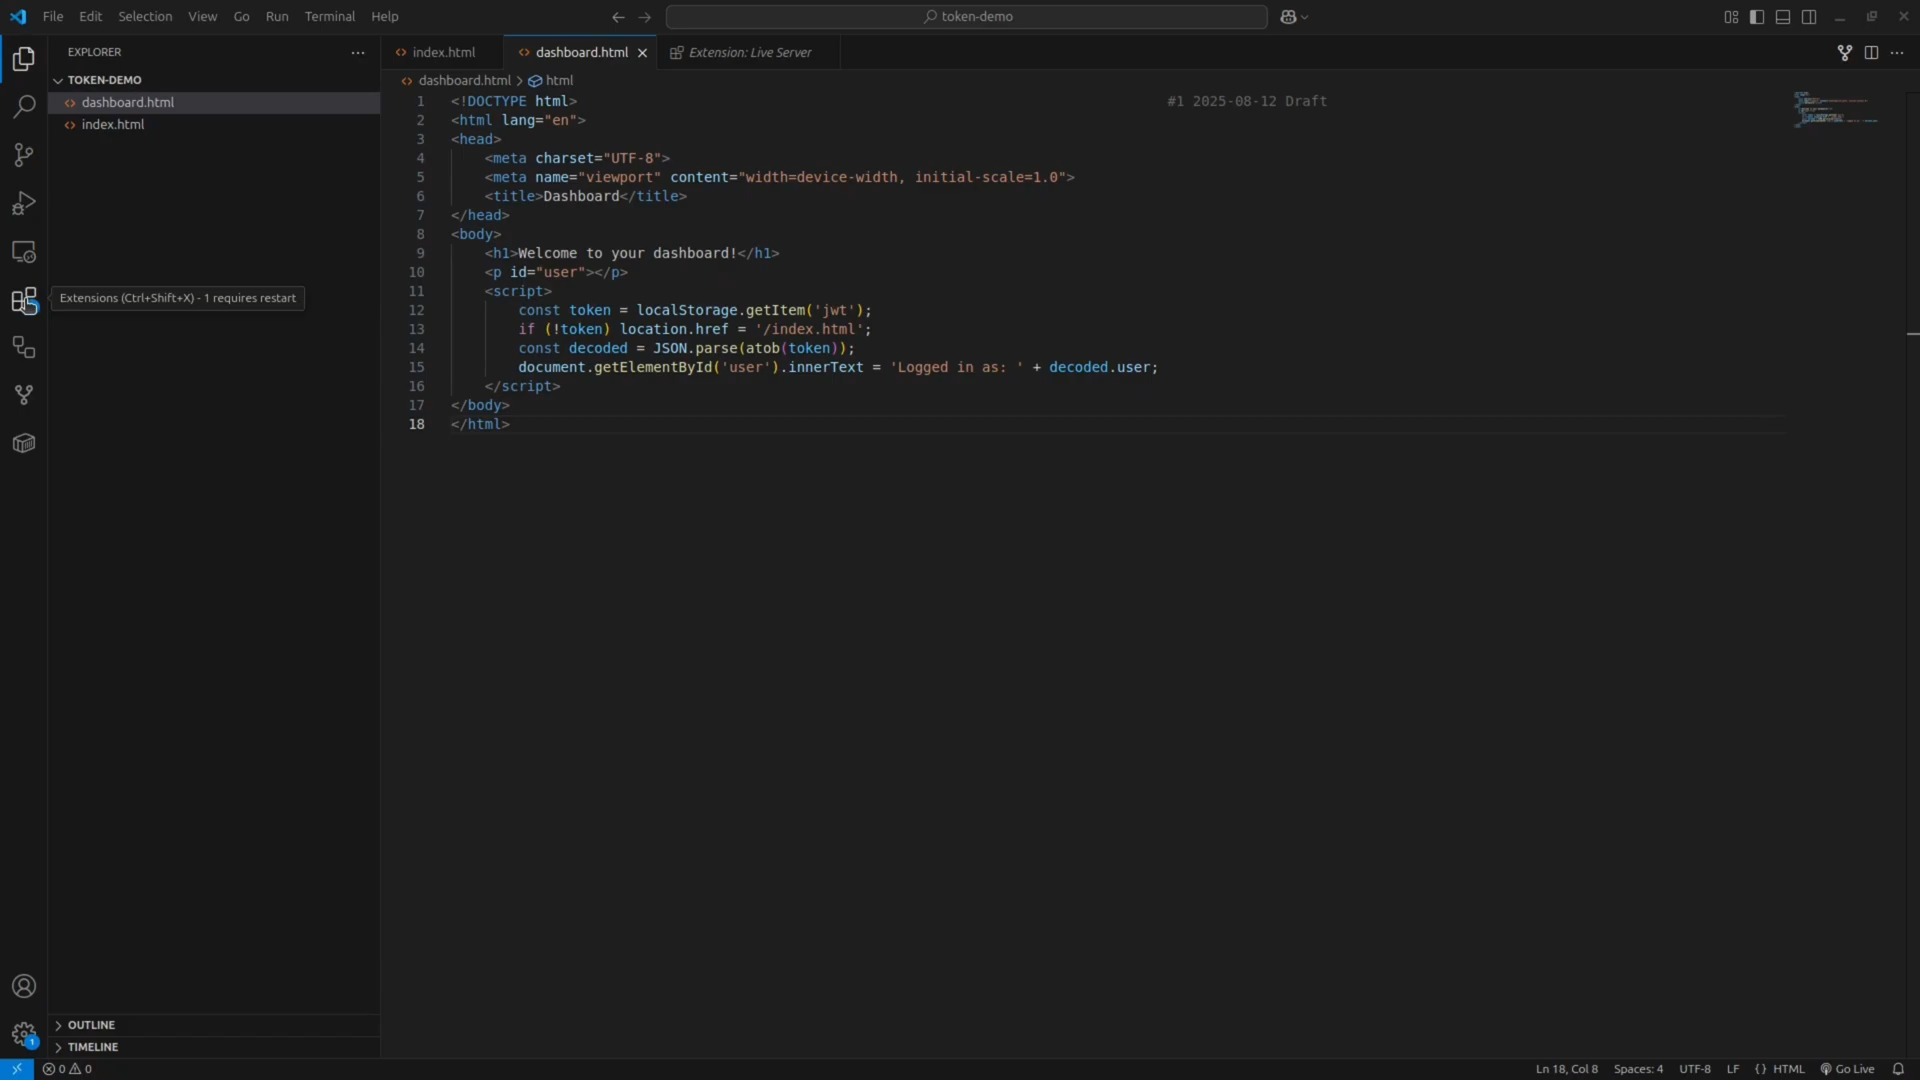 File Edit Selection View Go Run Terminal Help
token-demo
EXPLORER
TOKEN-DEMO
dashboard.html
index.html
Extensions (Ctrl+Shift+X) - 1 requires restart
OUTLINE
TIMELINE
index.html
dashboard.html
Extension: Live Server
dashboard.html > html
1 <!DOCTYPE html> #1 2025-08-12 Draft
2 <html lang="en">
3 <head>
4 <meta charset="UTF-8">
5 <meta name="viewport" content="width=device-width, initial-scale=1.0">
6 <title>Dashboard</title>
7 </head>
8 <body>
9 <h1>Welcome to your dashboard!</h1>
10 <p id="user"></p>
11 <script>
12 const token = localStorage.getItem('jwt');
13 if (!token) location.href = '/index.html';
14 const decoded = JSON.parse(atob(token));
15 document.getElementById('user').innerText = 'Logged in as: ' + decoded.user;
16 </script>
17 </body>
18 </html>
1
0 0
Ln 18, Col 8 Spaces: 4 UTF-8 LF {} HTML Go Live